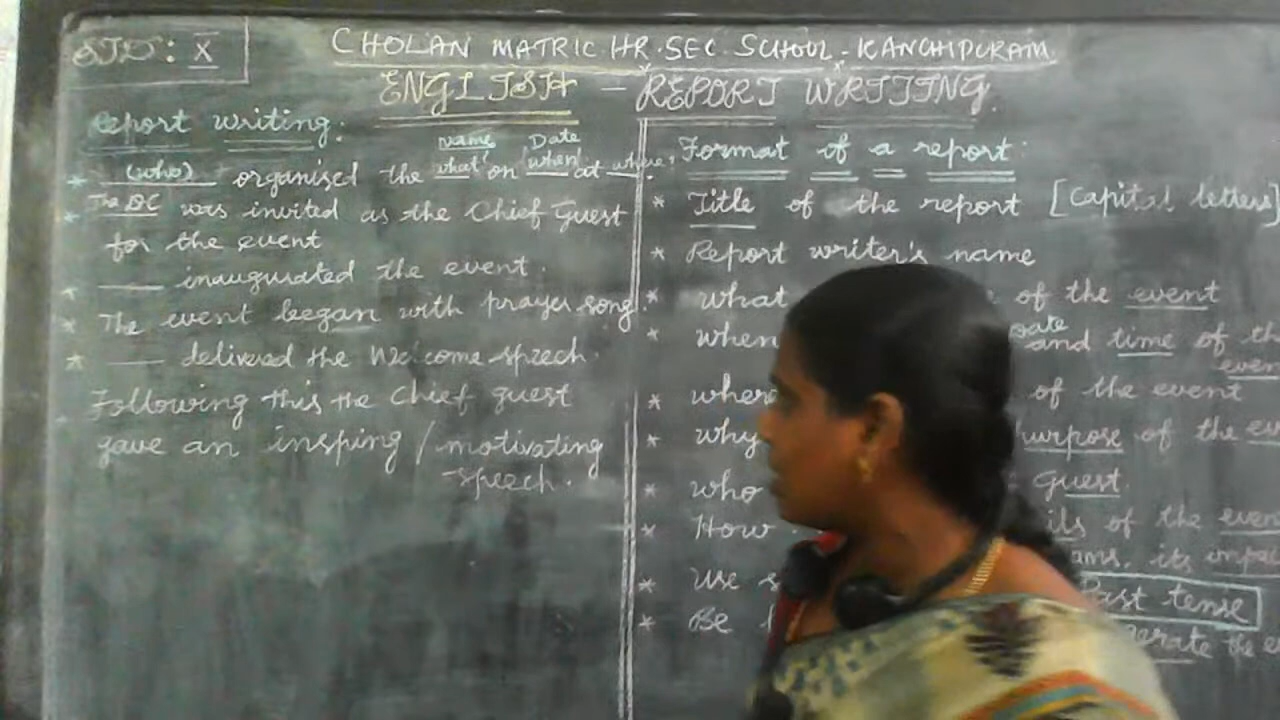 STD: X
CHOLAN MATRIC HR. SEC. SCHOOL - KANCHIPURAM
ENGLISH - REPORT WRITING
Report writing:
Name Date
* (who) organised the what on when at where.
* The DC was invited as the Chief Guest
for the event
* ____ inaugurated the event.
* The event began with prayer song.
* ____ delivered the Welcome speech.
Following this the Chief guest
gave an insping / motivating
speech.
Format of a report:
* Title of the report [Capital letters]
* Report writer's name
* what of the event
* when Date and time of the
event
* where of the event
* why purpose of the
* who Guest
* How of the
its
* Use Past tense
* Be the